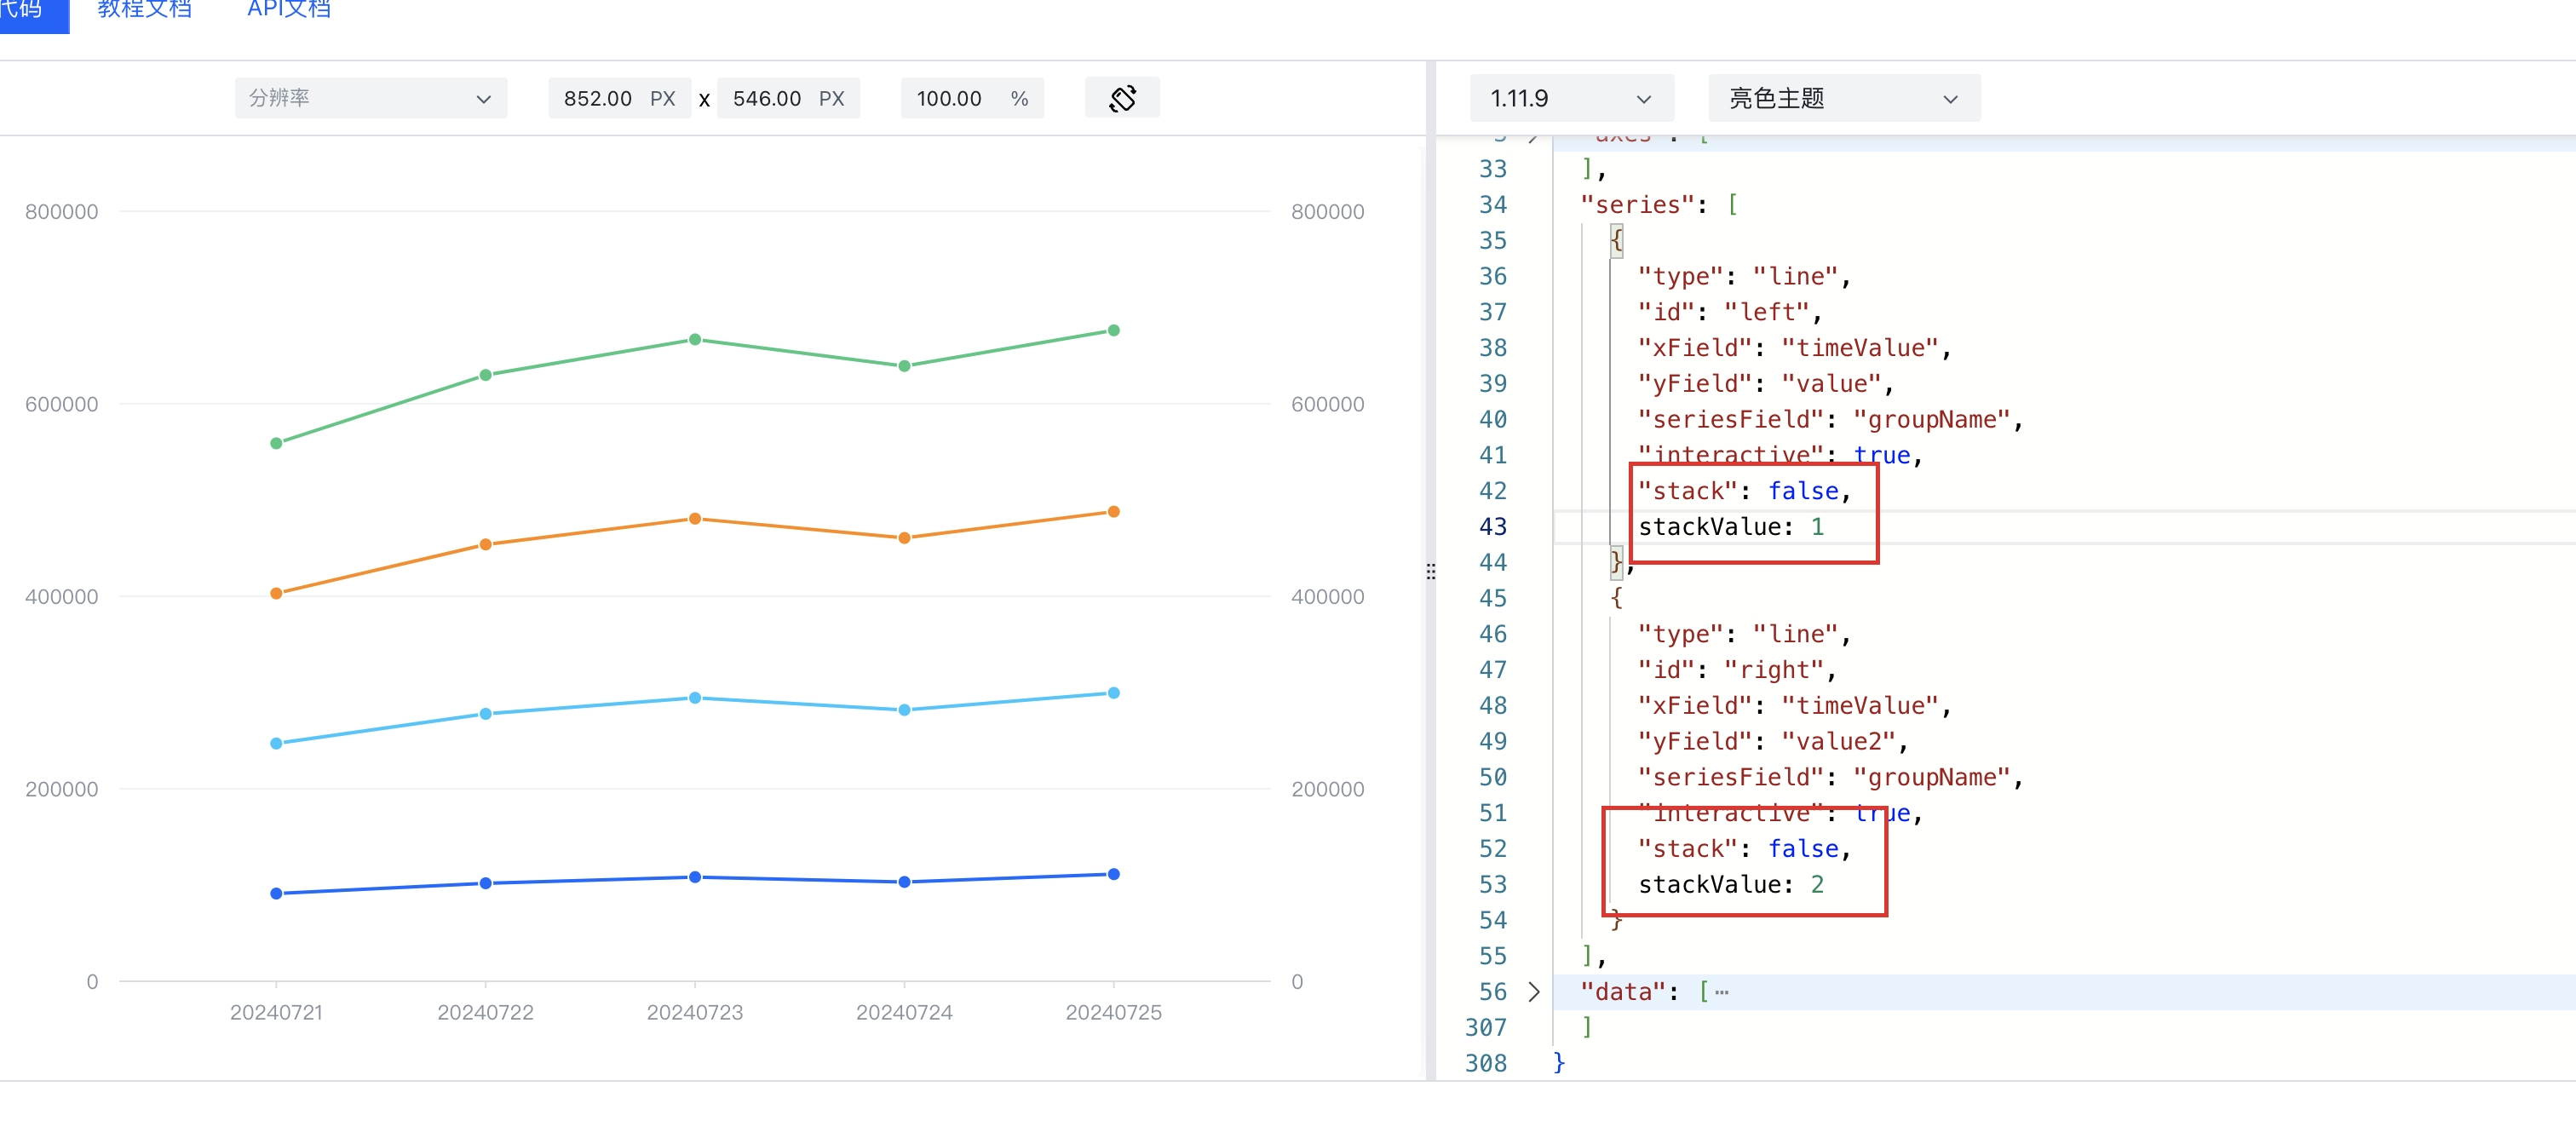 代码 教程文档 API文档
分辨率 852.00 PX x 546.00 PX 100.00 % 1.11.9 亮色主题
800000 800000
600000 600000
400000 400000
200000 200000
0 0
20240721 20240722 20240723 20240724 20240725
33 ],
34 "series": [
35 {
36 "type": "line",
37 "id": "left",
38 "xField": "timeValue",
39 "yField": "value",
40 "seriesField": "groupName",
41 "interactive": true,
42 "stack": false,
43 stackValue: 1
44 },
45 {
46 "type": "line",
47 "id": "right",
48 "xField": "timeValue",
49 "yField": "value2",
50 "seriesField": "groupName",
51 "interactive": true,
52 "stack": false,
53 stackValue: 2
54 }
55 ],
56 "data": [ ⋯
307 ]
308 }